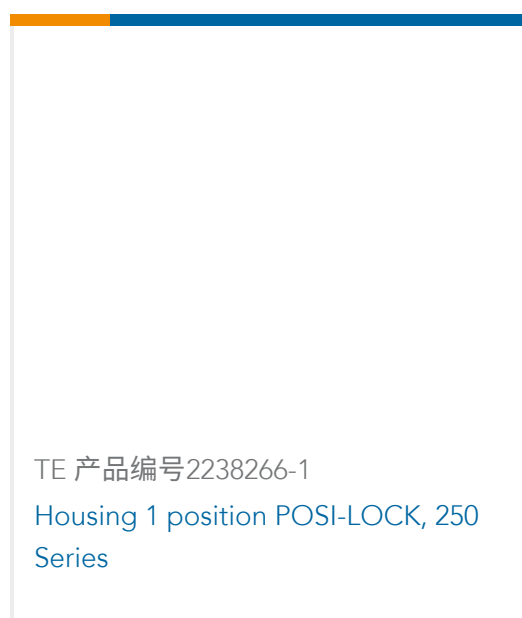 TE 产品编号2238266-1
Housing 1 position POSI-LOCK, 250
Series